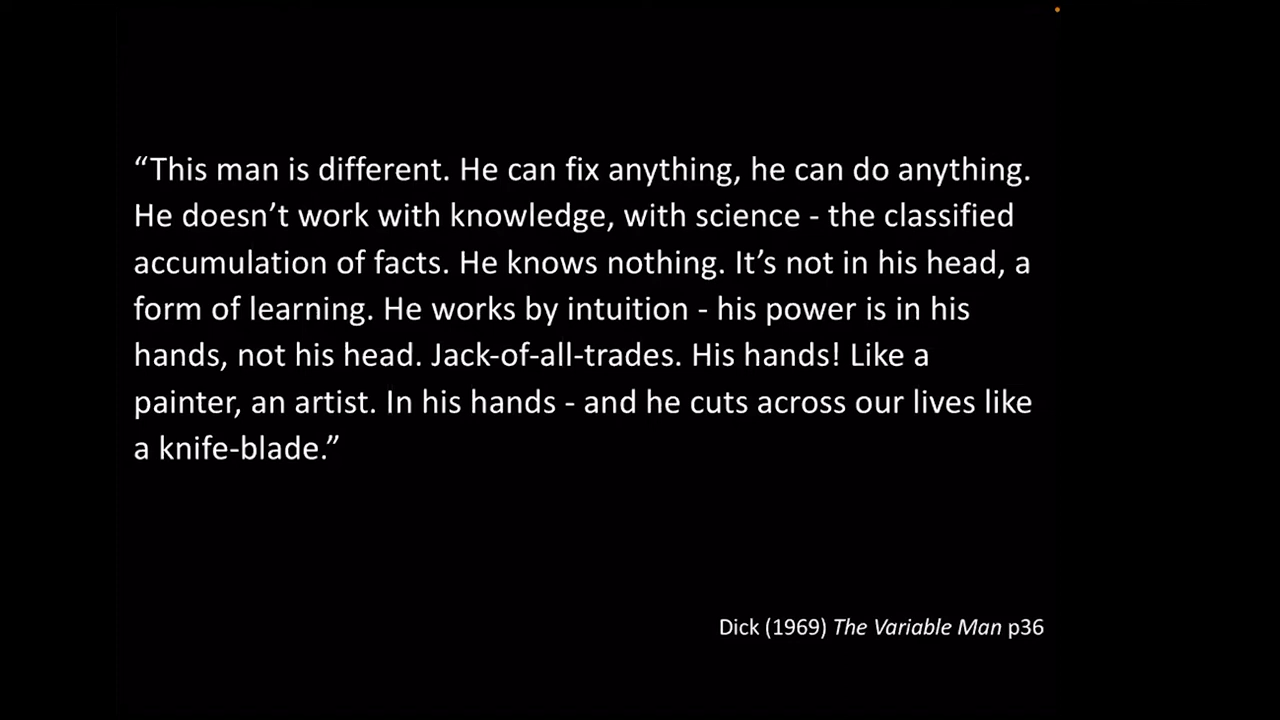 “This man is different. He can fix anything, he can do anything.
He doesn’t work with knowledge, with science - the classified
accumulation of facts. He knows nothing. It’s not in his head, a
form of learning. He works by intuition - his power is in his
hands, not his head. Jack-of-all-trades. His hands! Like a
painter, an artist. In his hands - and he cuts across our lives like
a knife-blade.”
Dick (1969) The Variable Man p36